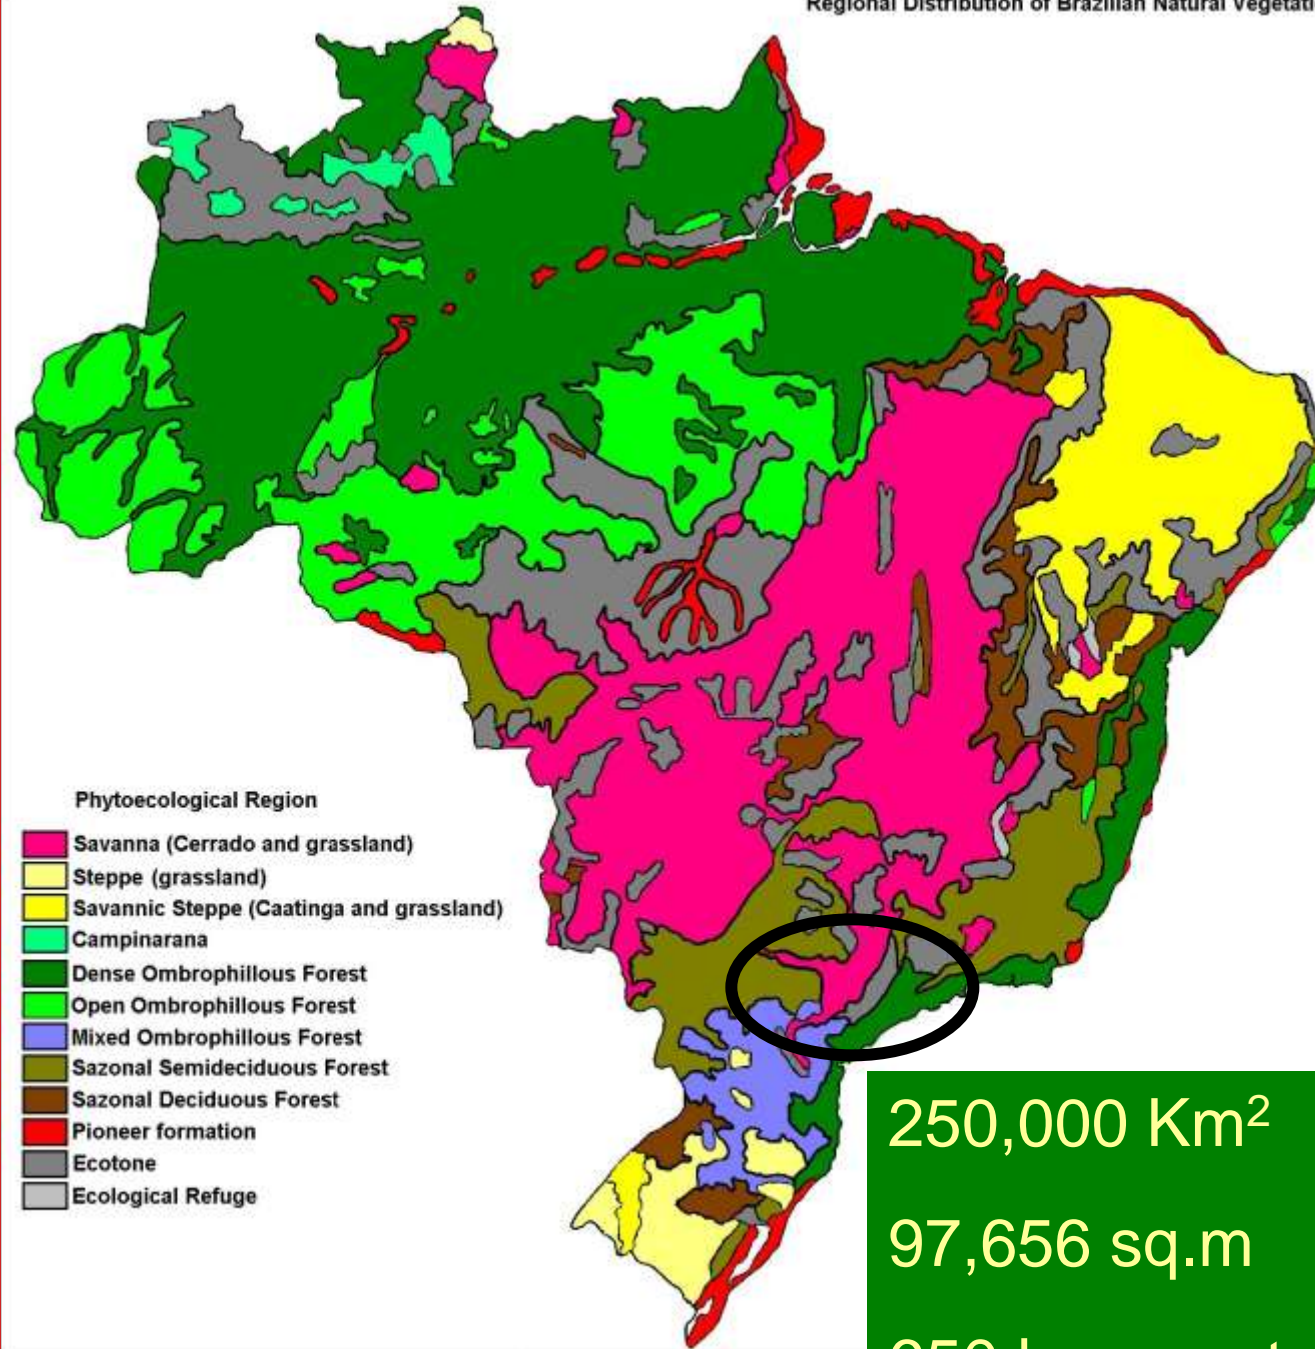 Regional Distribution of Brazilian Natural
Phytoecological Region
Savanna (Cerrado and grassland)
Steppe (grassland)
Savannic Steppe (Caatinga and grassland)
Campinarana
Dense Ombrophillous Forest
Open Ombrophillous Forest
Mixed Ombrophillous Forest
Sazonal Semideciduous Forest
Sazonal Deciduous Forest
Pioneer formation
Ecotone
Ecological Refuge
250,000 Km²
97,656 sq.m